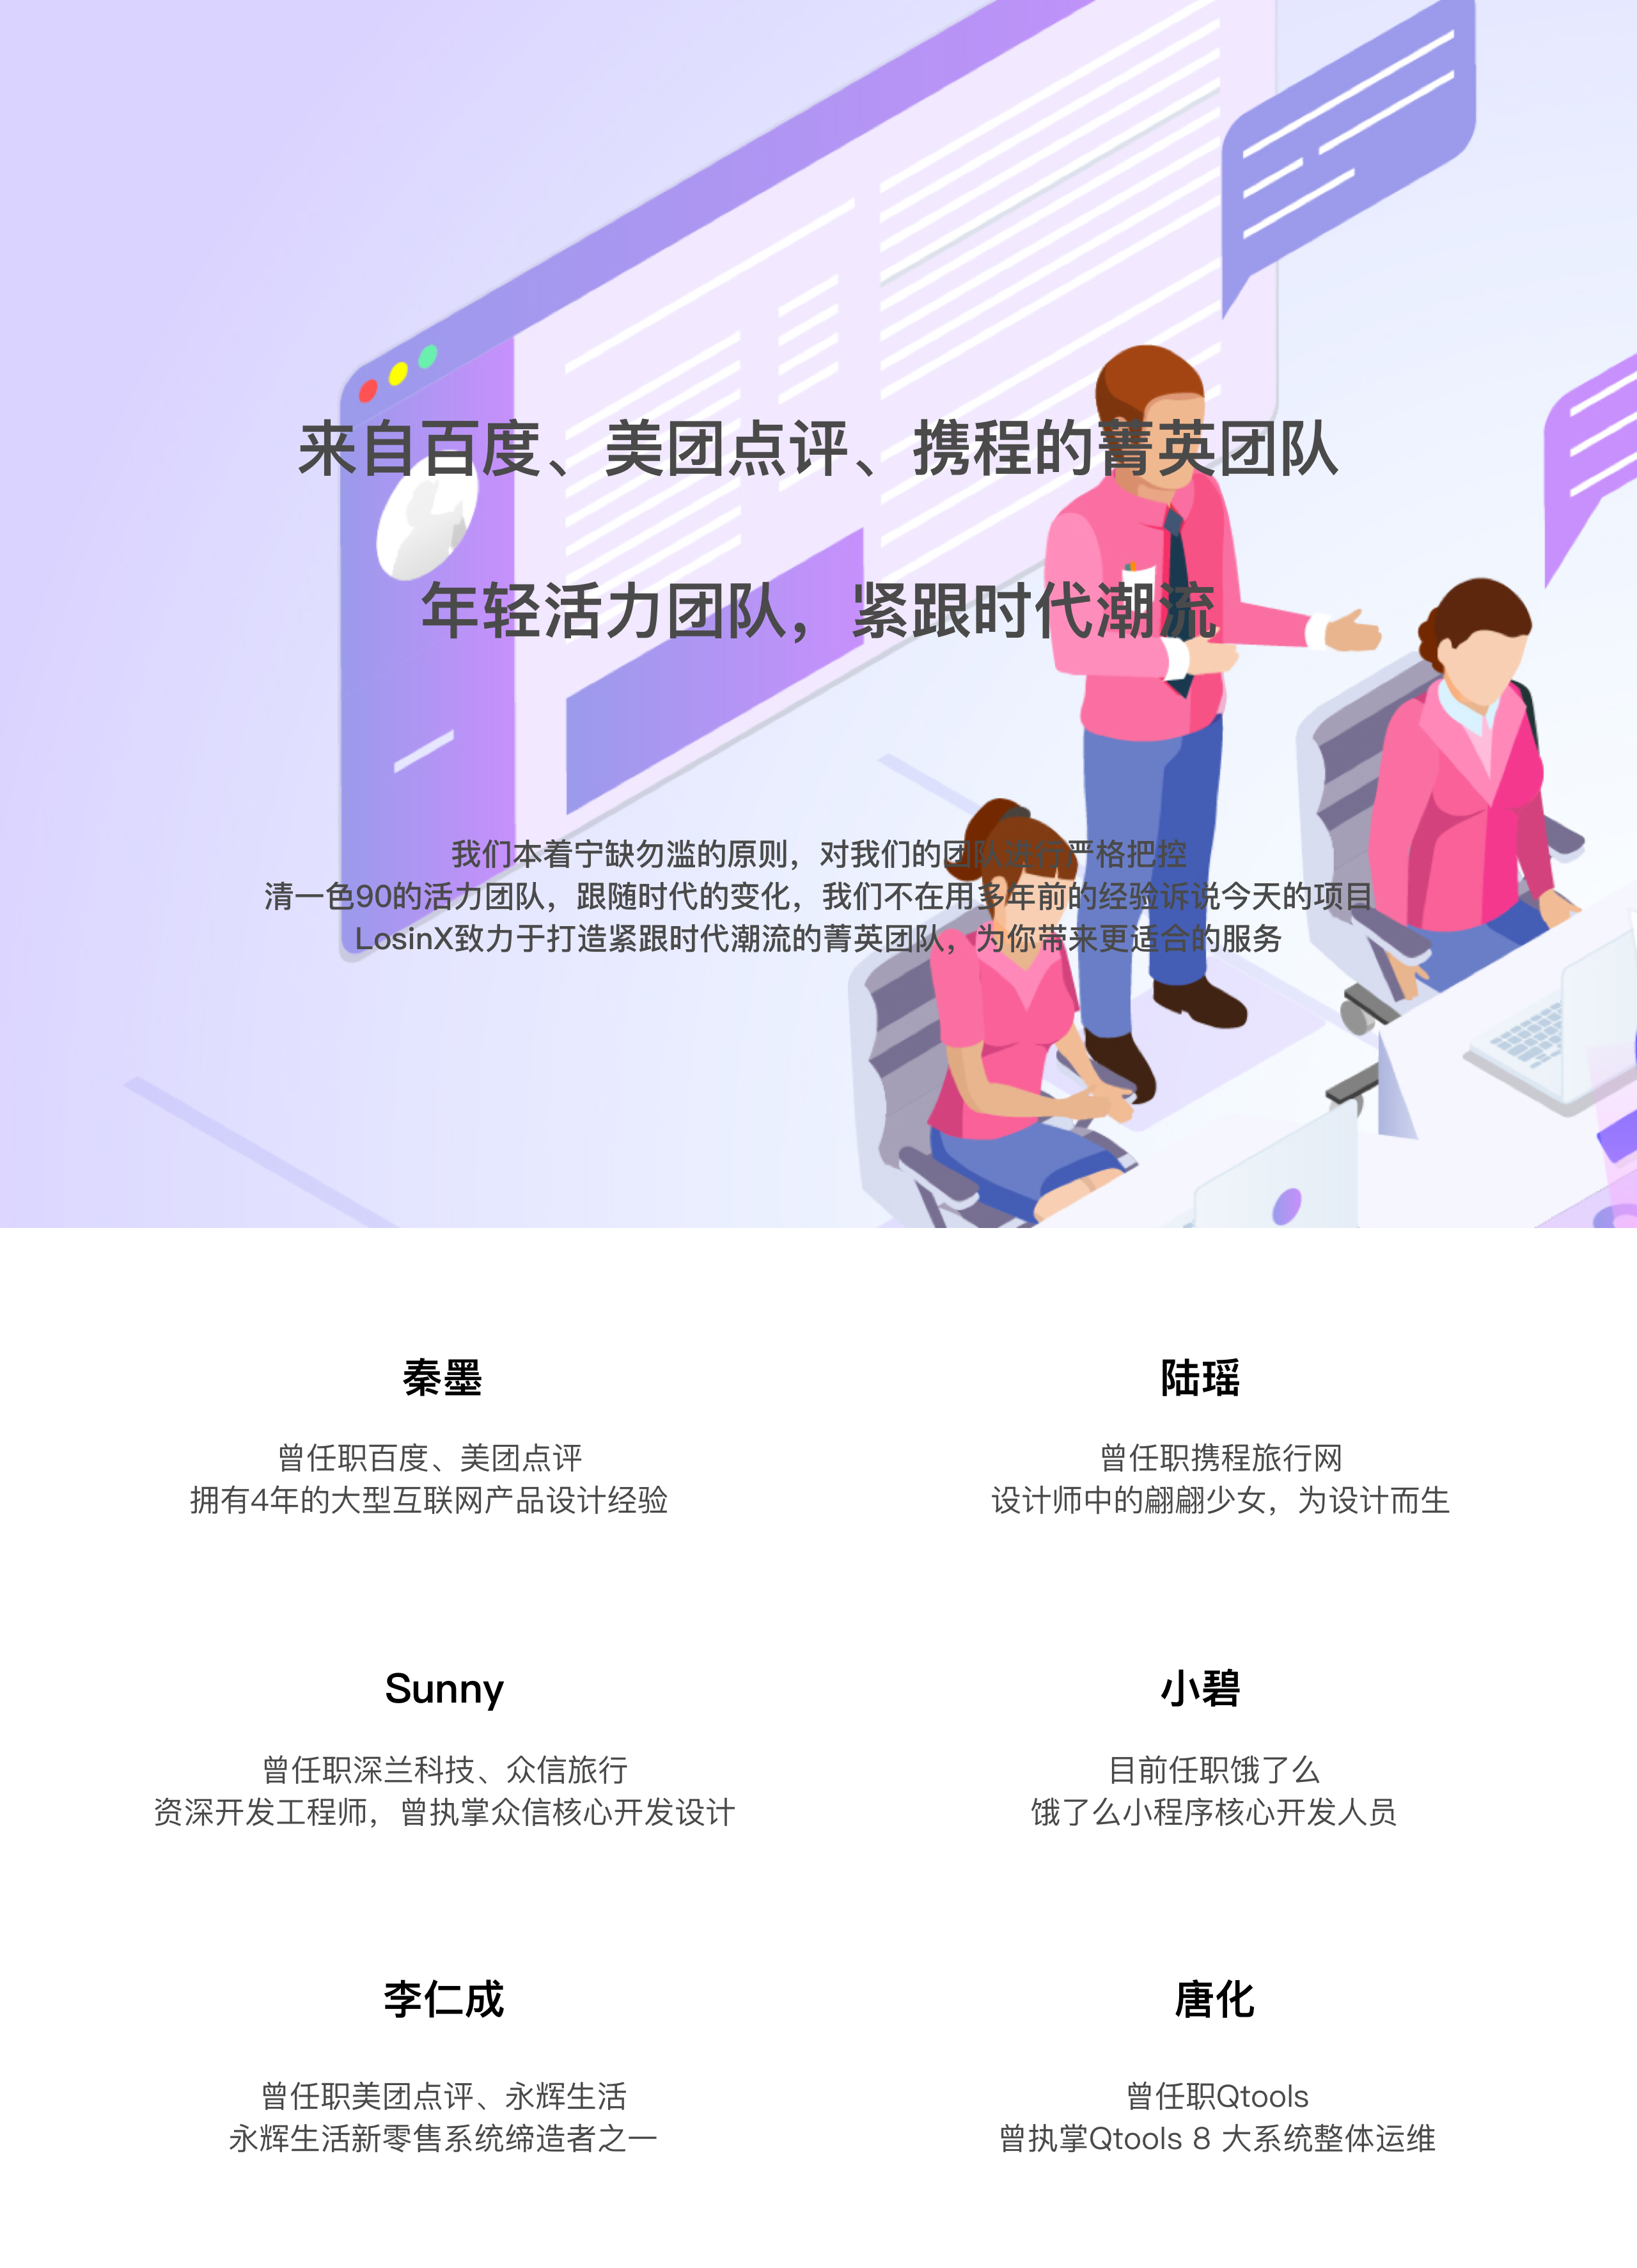 来自百度、美团点评、携程的菁英团队
年轻活力团队，紧跟时代潮流
我们本着宁缺勿滥的原则，对我们的团队进行严格把控
清一色90的活力团队，跟随时代的变化，我们不在用多年前的经验诉说今天的项目
LosinX致力于打造紧跟时代潮流的菁英团队，为你带来更适合的服务
秦墨
曾任职百度、美团点评
拥有4年的大型互联网产品设计经验
陆瑶
曾任职携程旅行网
设计师中的翩翩少女，为设计而生
Sunny
曾任职深兰科技、众信旅行
资深开发工程师，曾执掌众信核心开发设计
小碧
目前任职饿了么
饿了么小程序核心开发人员
李仁成
曾任职美团点评、永辉生活
永辉生活新零售系统缔造者之一
唐化
曾任职Qtools
曾执掌Qtools 8 大系统整体运维